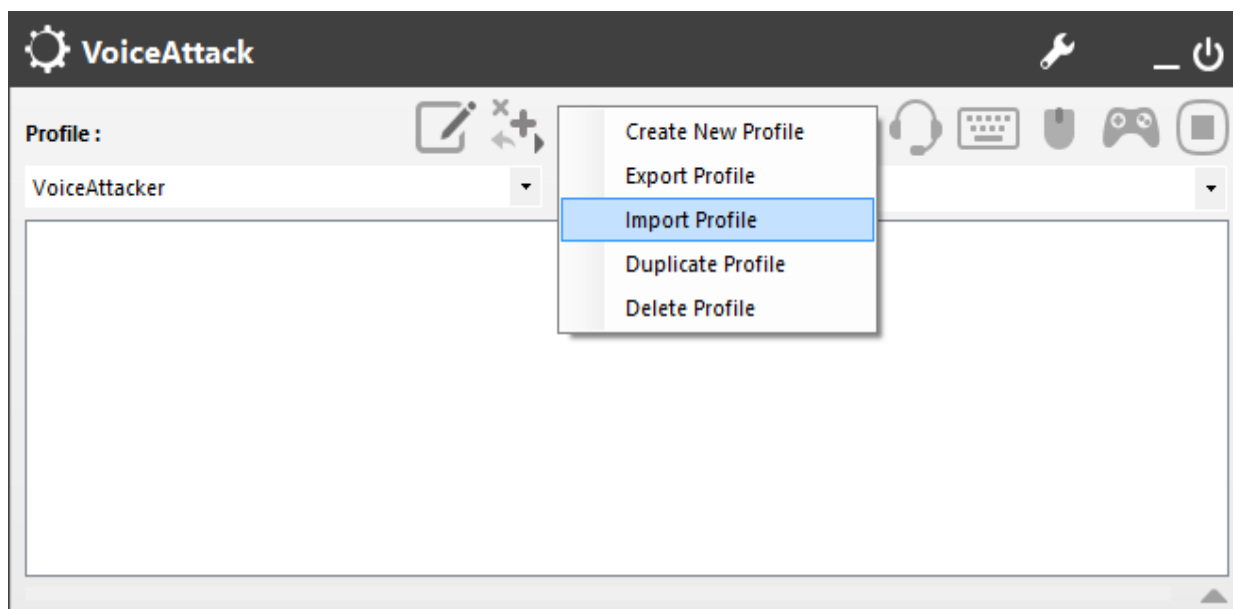 VoiceAttack
Profile :
VoiceAttacker
Create New Profile
Export Profile
Import Profile
Duplicate Profile
Delete Profile